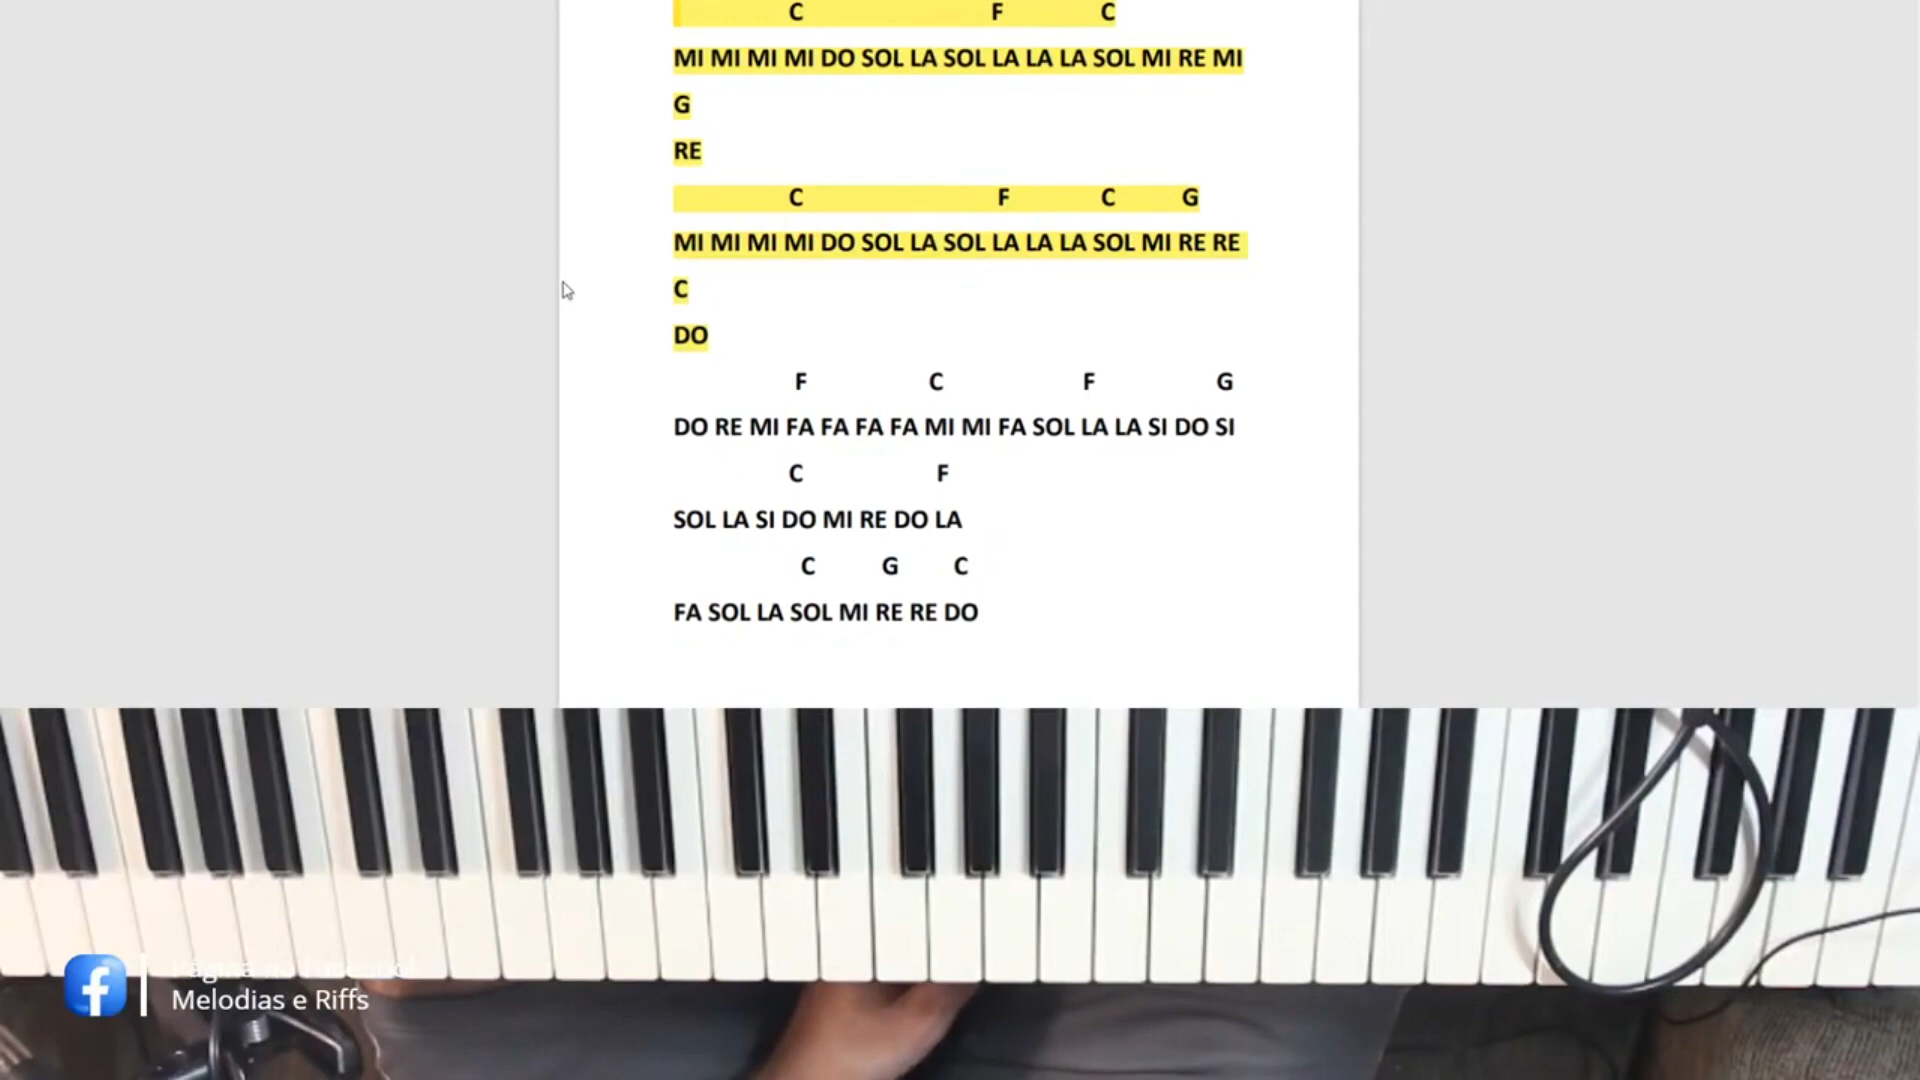 C F C
MI MI MI MI DO SOL LA SOL LA LA LA SOL MI RE MI
G
RE
C F C G
MI MI MI MI DO SOL LA SOL LA LA LA SOL MI RE RE
C
DO
F C F G
DO RE MI FA FA FA FA MI MI FA SOL LA LA SI DO SI
C F
SOL LA SI DO MI RE DO LA
C G C
FA SOL LA SOL MI RE RE DO
Melodias e Riffs